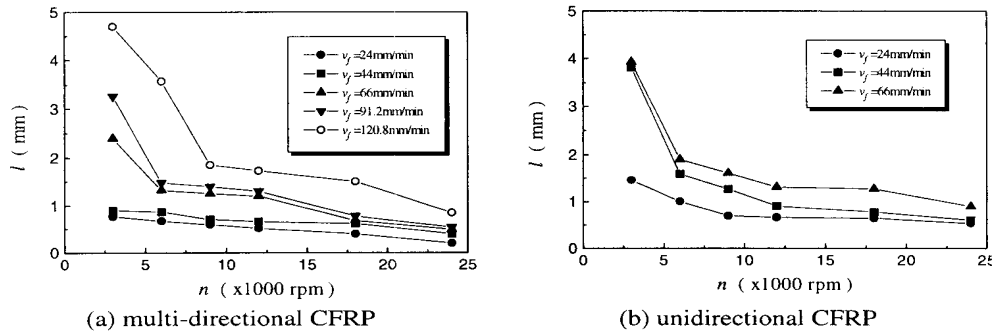 5
4
3
2
1
0
l ( mm )
v_f =24mm/min
v_f =44mm/min
v_f =66mm/min
v_f =91.2mm/min
v_f =120.8mm/min
0 5 10 15 20 25
n ( x1000 rpm )
(a) multi-directional CFRP
5
4
3
2
1
0
l ( mm )
v_f =24mm/min
v_f =44mm/min
v_f =66mm/min
0 5 10 15 20 25
n ( x1000 rpm )
(b) unidirectional CFRP